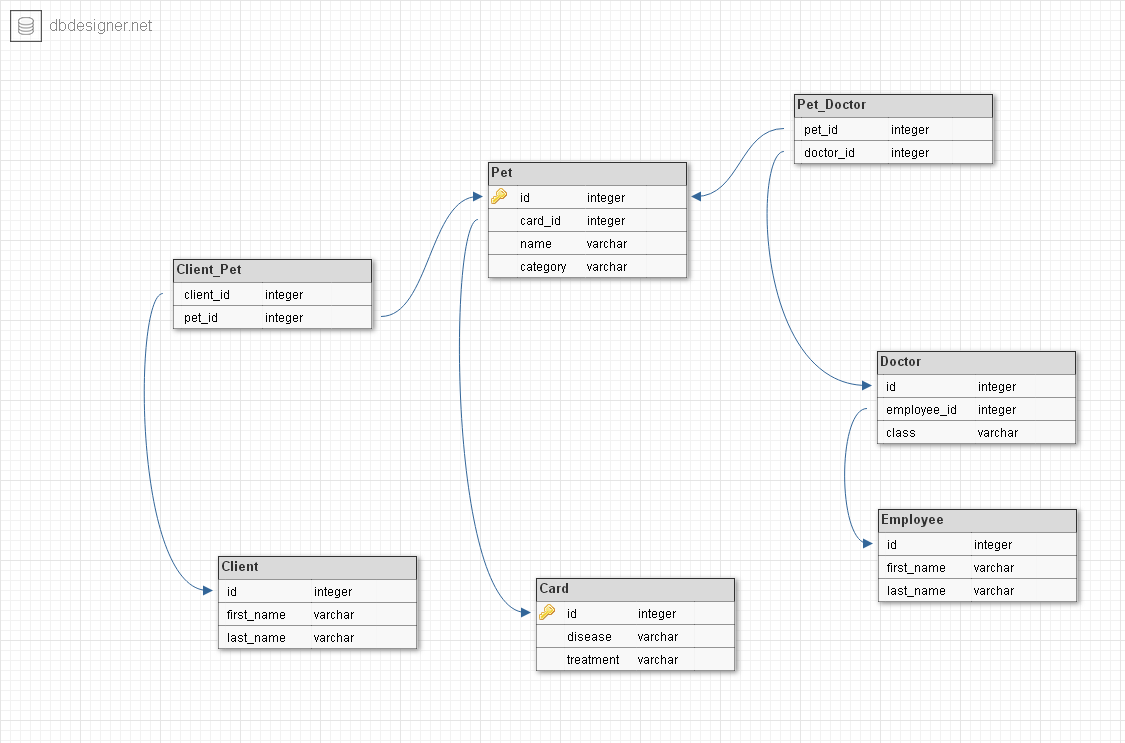 dbdesigner.net
Pet_Doctor
pet_id integer
doctor_id integer
Pet
id integer
card_id integer
name varchar
category varchar
Client_Pet
client_id integer
pet_id integer
Doctor
id integer
employee_id integer
class varchar
Employee
id integer
first_name varchar
last_name varchar
Client
id integer
first_name varchar
last_name varchar
Card
id integer
disease varchar
treatment varchar